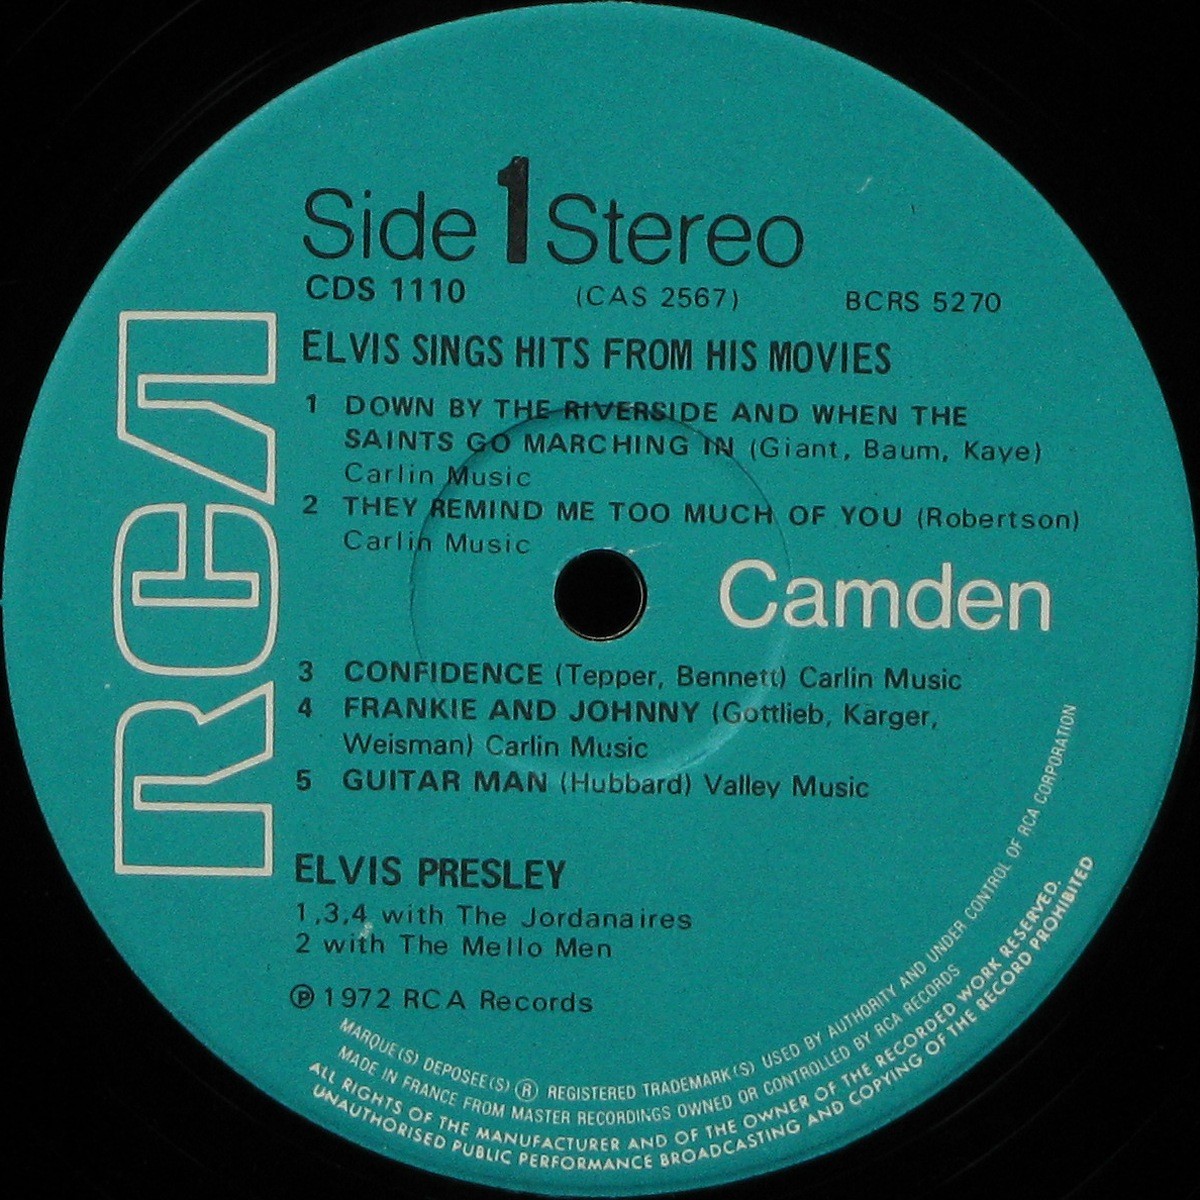 Side 1 Stereo
CDS 1110 (CAS 2567) BCRS 5270
ELVIS SINGS HITS FROM HIS MOVIES
1 DOWN BY THE RIVERSIDE AND WHEN THE
SAINTS GO MARCHING IN (Giant, Baum, Kaye)
Carlin Music
2 THEY REMIND ME TOO MUCH OF YOU (Robertson)
Carlin Music
RCA
Camden
3 CONFIDENCE (Tepper, Bennett) Carlin Music
4 FRANKIE AND JOHNNY (Gottlieb, Karger,
Weisman) Carlin Music
5 GUITAR MAN (Hubbard) Valley Music
ELVIS PRESLEY
1,3,4 with The Jordanaires
2 with The Mello Men
℗ 1972 RCA Records
MARQUE(S) DEPOSEE(S) ® REGISTERED TRADEMARK(S) USED BY AUTHORITY AND UNDER CONTROL OF RCA CORPORATION
MADE IN FRANCE FROM MASTER RECORDINGS OWNED OR CONTROLLED BY RCA RECORDS
ALL RIGHTS OF THE MANUFACTURER AND OF THE OWNER OF THE RECORDED WORK RESERVED.
UNAUTHORISED PUBLIC PERFORMANCE BROADCASTING AND COPYING OF THE RECORD PROHIBITED